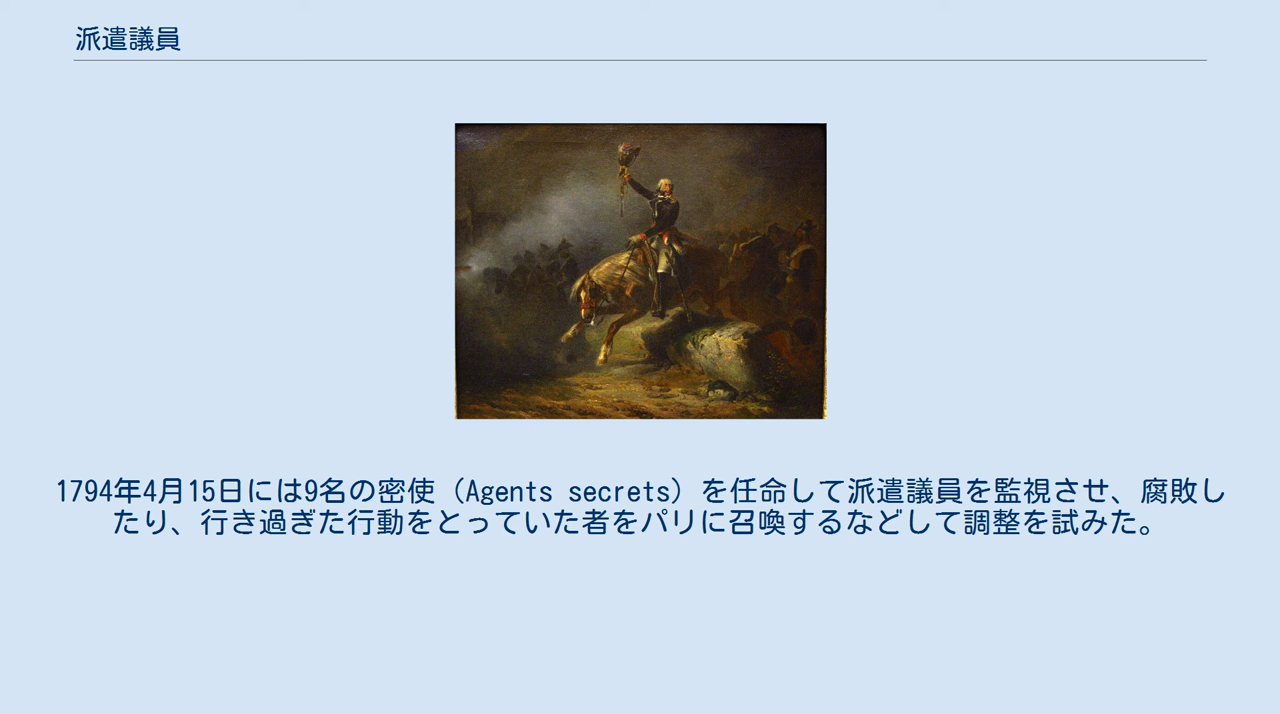 派遣議員
1794年4月15日には9名の密使（Agents secrets）を任命して派遣議員を監視させ、腐敗し
たり、行き過ぎた行動をとっていた者をパリに召喚するなどして調整を試みた。